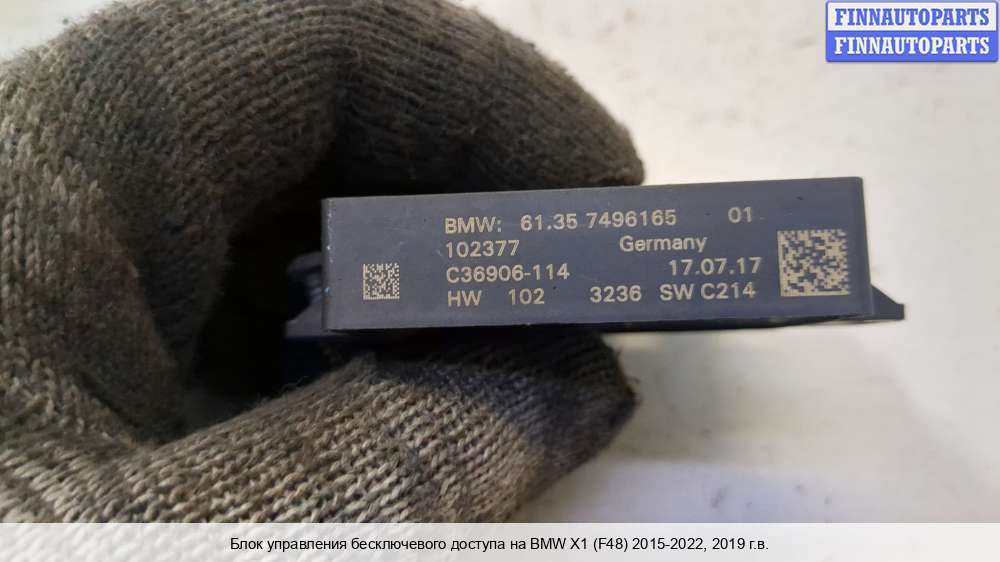 FINNAUTOPARTS
FINNAUTOPARTS
BMW: 61.35 7496165 01
102377 Germany
C36906-114 17.07.17
HW 102 3236 SW C214
Блок управления бесключевого доступа на BMW X1 (F48) 2015-2022, 2019 г.в.